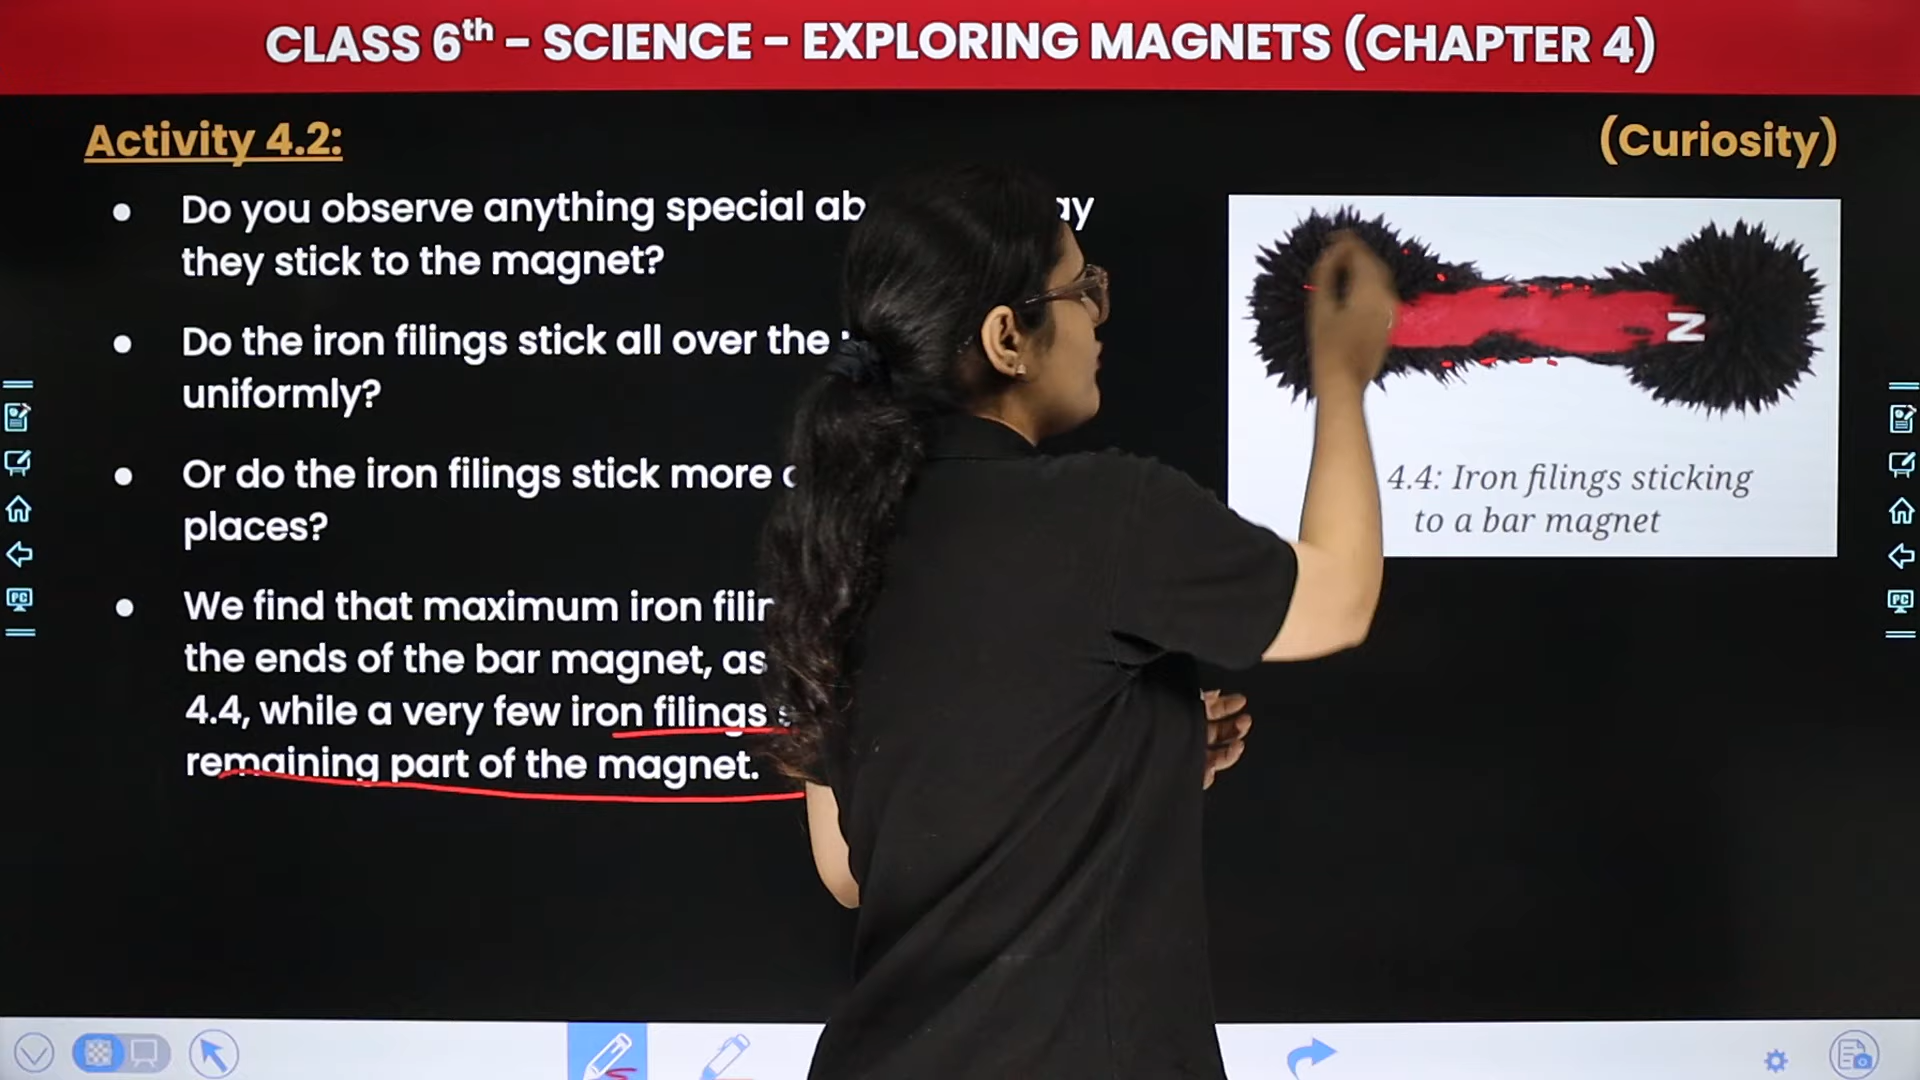 CLASS 6th - SCIENCE - EXPLORING MAGNETS (CHAPTER 4)
Activity 4.2:
(Curiosity)
● Do you observe anything special
they stick to the magnet?
● Do the iron filings stick all over the
uniformly?
● Or do the iron filings stick more
places?
● We find that maximum iron
the ends of the bar magnet, as
4.4, while a very few iron filings
remaining part of the magnet.
N
4.4: Iron filings sticking
to a bar magnet
PC
PC